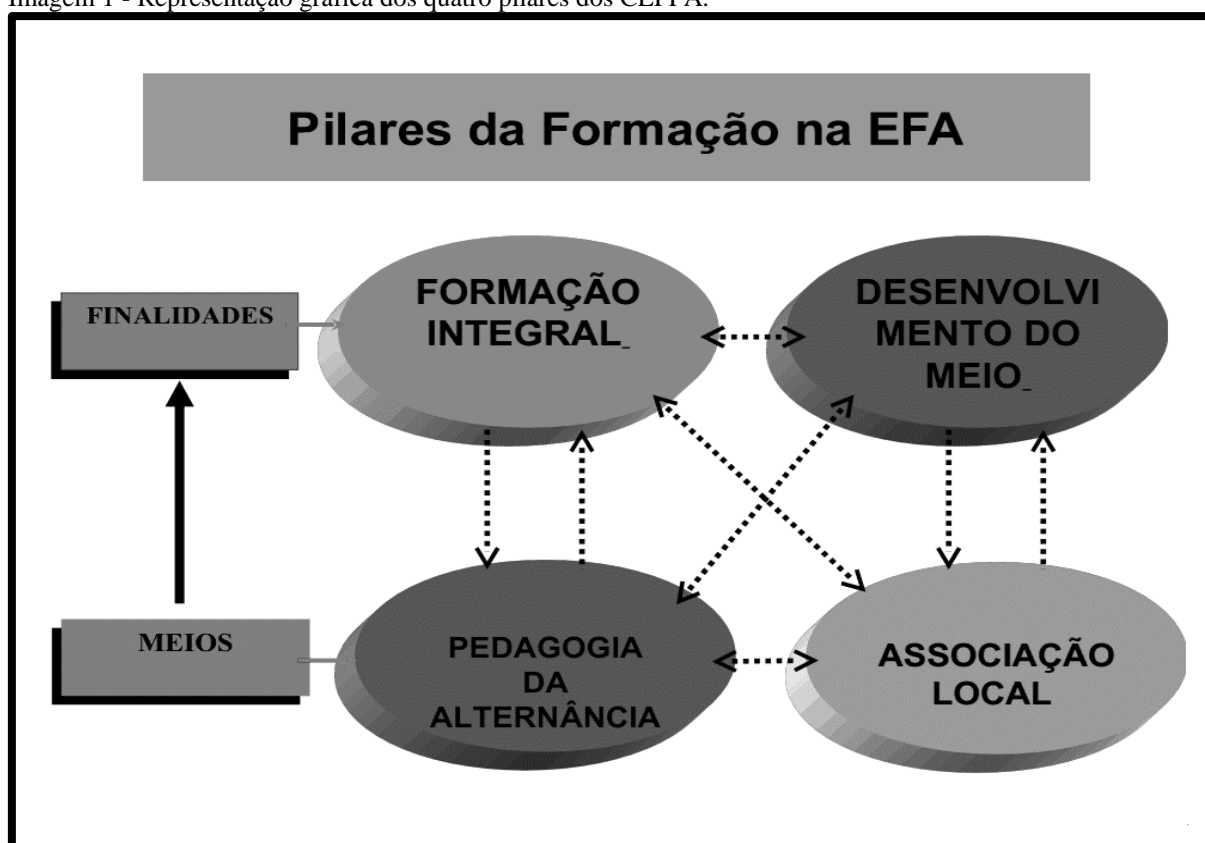 Imagem 1 - Representação gráfica dos quatro pilares dos CEFFA.
Pilares da Formação na EFA
FINALIDADES
FORMAÇÃO
INTEGRAL
DESENVOLVI
MENTO DO
MEIO
MEIOS
PEDAGOGIA
DA
ALTERNÂNCIA
ASSOCIAÇÃO
LOCAL